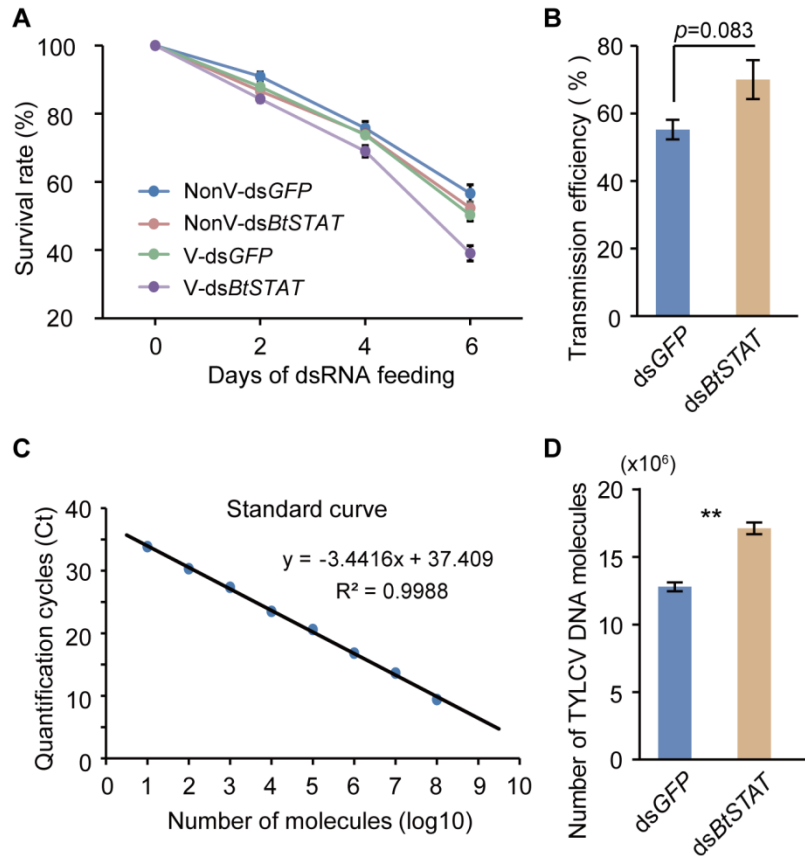 A
Survival rate (%)
100
80
60
40
20
NonV-dsGFP
NonV-dsBtSTAT
V-dsGFP
V-dsBtSTAT
0 2 4 6
Days of dsRNA feeding
B
p=0.083
Transmission efficiency ( % )
80
60
40
20
0
dsGFP
dsBtSTAT
C
Standard curve
y = -3.4416x + 37.409
R² = 0.9988
Quantification cycles (Ct)
40
30
20
10
0
0 1 2 3 4 5 6 7 8 9 10
Number of molecules (log10)
D
(x10⁶)
**
Number of TYLCV DNA molecules
20
15
10
5
0
dsGFP
dsBtSTAT